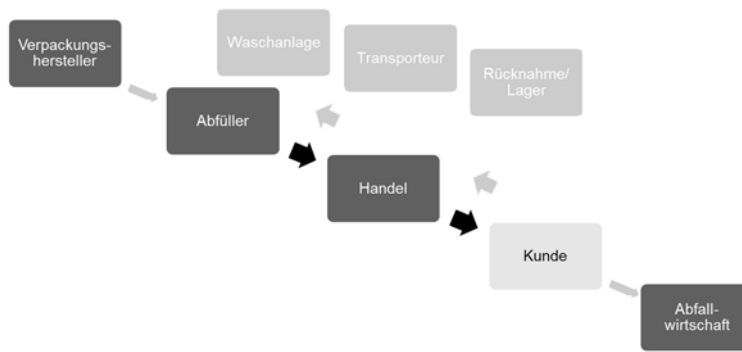 Verpackungs-
hersteller
Waschanlage
Transporteur
Rücknahme/
Lager
Abfüller
Handel
Kunde
Abfall-
wirtschaft